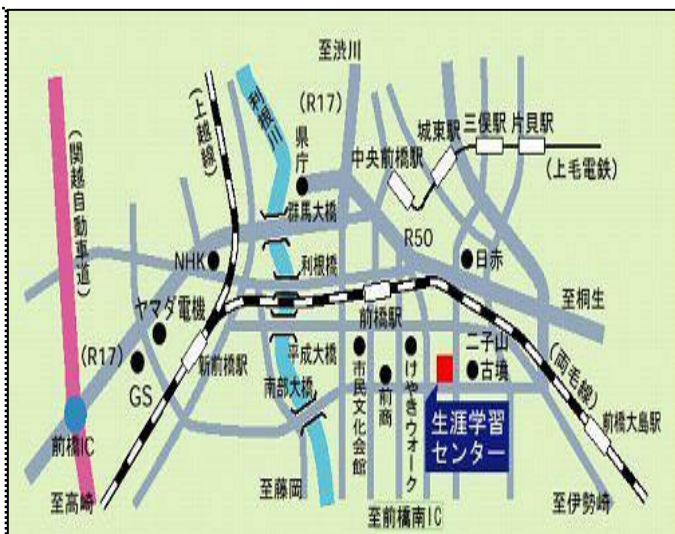 至渋川
(R17)
利根川
(上越線)
県庁
中央前橋駅
城東駅
三俣駅
片貝駅
(上毛電鉄)
(関越自動車道)
群馬大橋
R50
NHK
利根橋
日赤
ヤマダ電機
至桐生
(R17)
前橋駅
新前橋駅
平成大橋
二子山
古墳
(両毛線)
GS
南部大橋
市民文化会館
前商
けやきウォーク
生涯学習
センター
前橋大島駅
前橋IC
至高崎
至藤岡
至前橋南IC
至伊勢崎